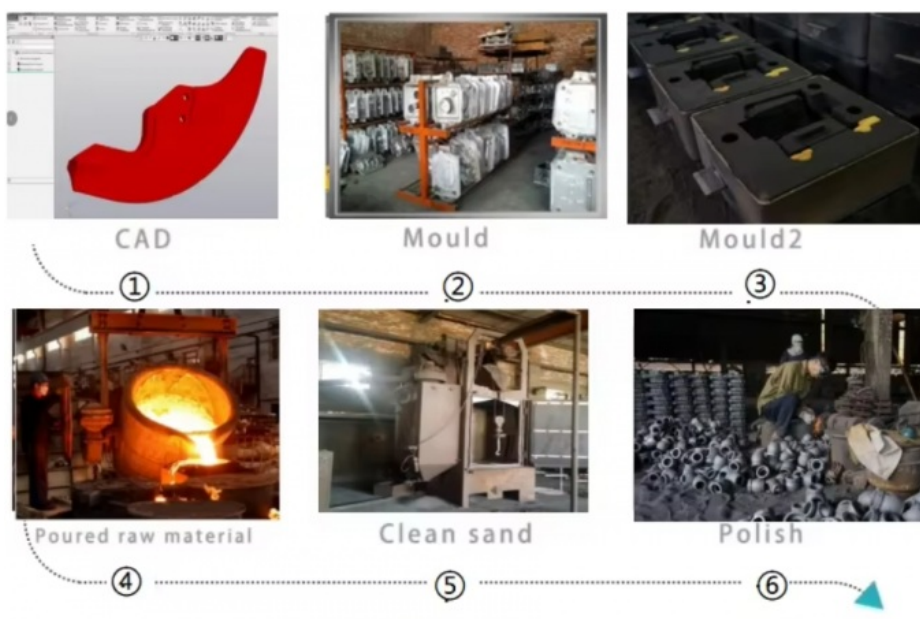 CAD
Mould
Mould2
①
②
③
Poured raw material
Clean sand
Polish
④
⑤
⑥